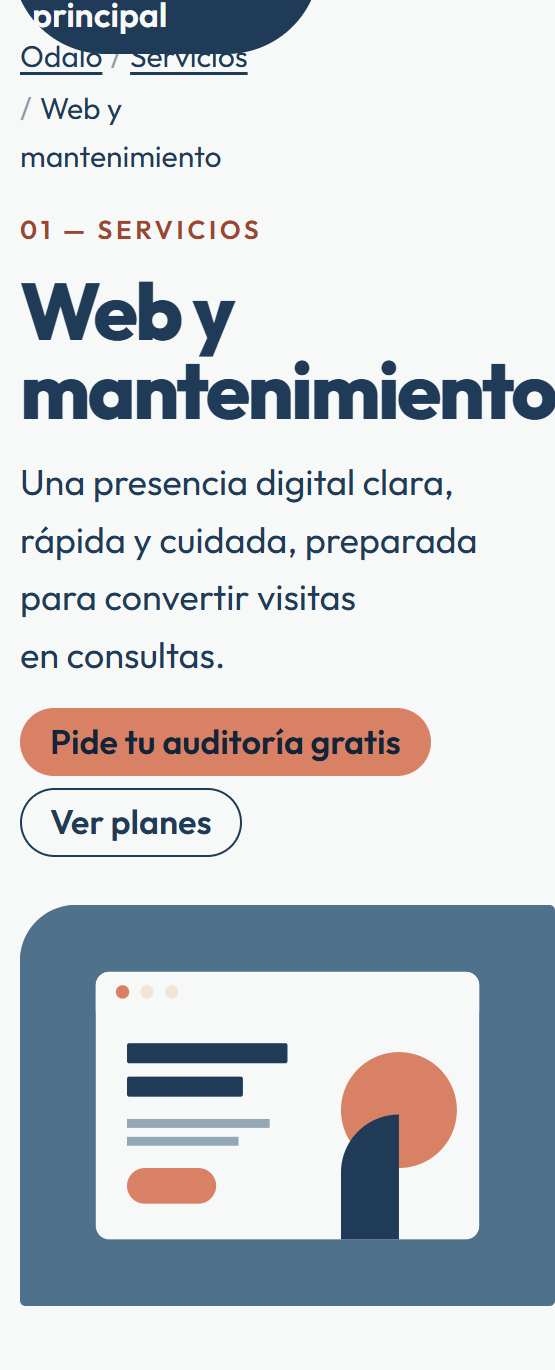 principal
Odalo / Servicios
/ Web y
mantenimiento
01 — SERVICIOS
Web y
mantenimiento
Una presencia digital clara,
rápida y cuidada, preparada
para convertir visitas
en consultas.
Pide tu auditoría gratis
Ver planes